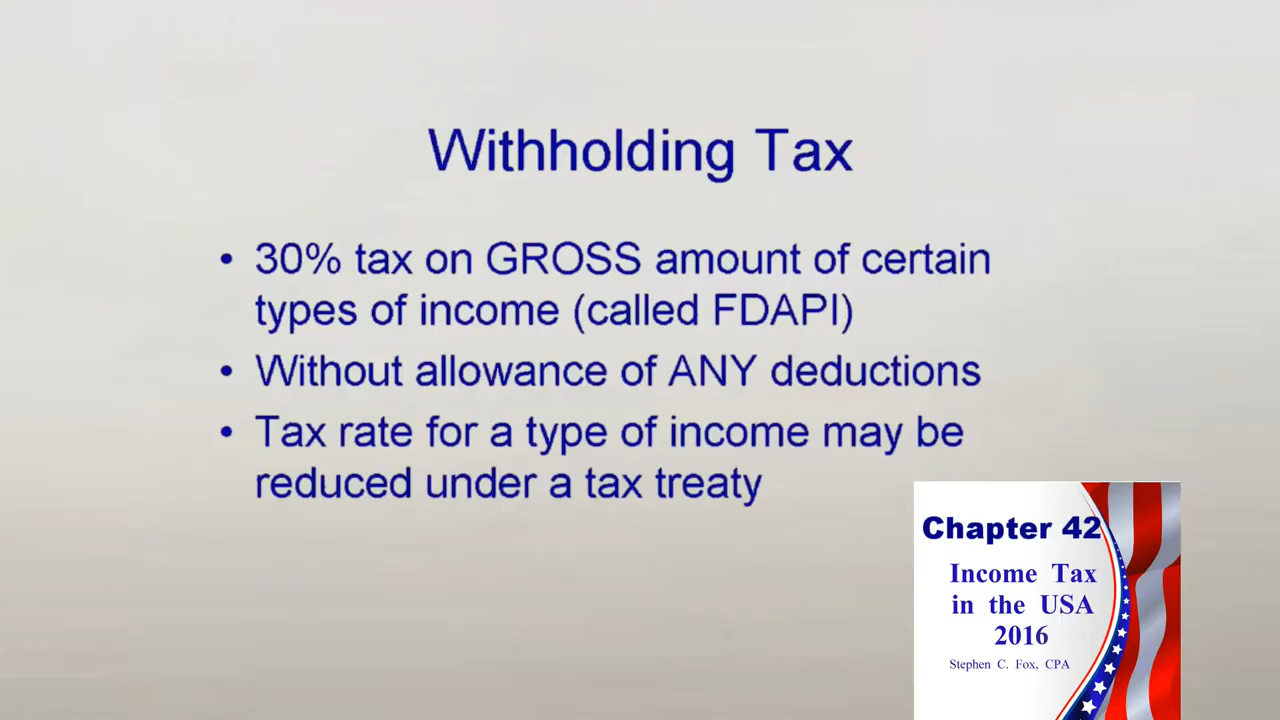 Withholding Tax
• 30% tax on GROSS amount of certain
types of income (called FDAPI)
• Without allowance of ANY deductions
• Tax rate for a type of income may be
reduced under a tax treaty
Chapter 42
Income Tax
in the USA
2016
Stephen C. Fox, CPA